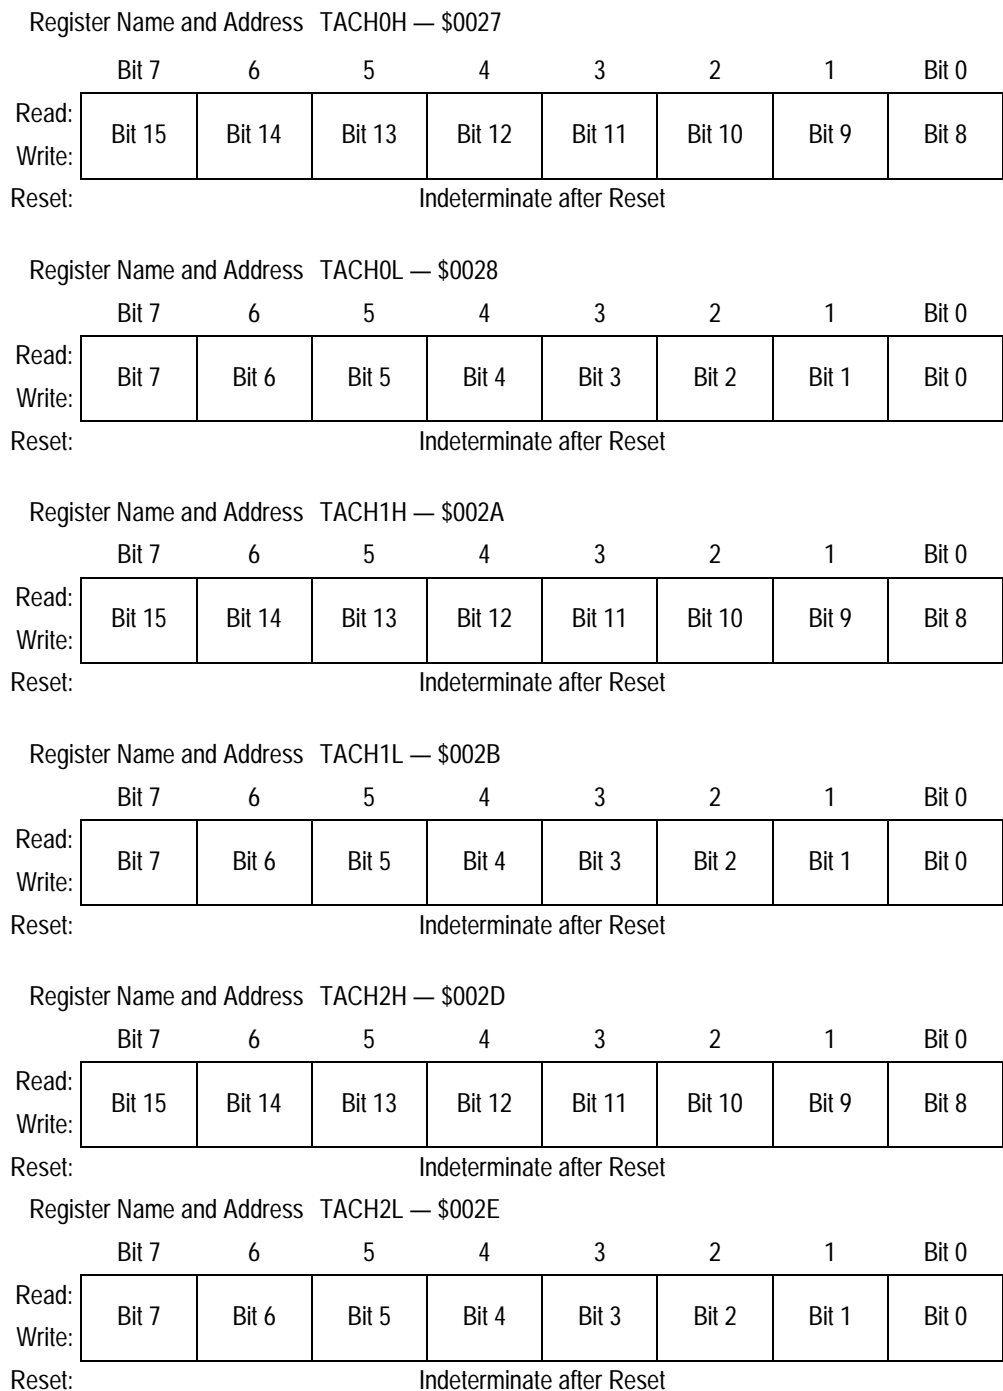 Register Name and Address TACH0H — $0027
Bit 7 6 5 4 3 2 1 Bit 0
Read:
Bit 15 Bit 14 Bit 13 Bit 12 Bit 11 Bit 10 Bit 9 Bit 8
Write:
Reset: Indeterminate after Reset
Register Name and Address TACH0L — $0028
Bit 7 6 5 4 3 2 1 Bit 0
Read:
Bit 7 Bit 6 Bit 5 Bit 4 Bit 3 Bit 2 Bit 1 Bit 0
Write:
Reset: Indeterminate after Reset
Register Name and Address TACH1H — $002A
Bit 7 6 5 4 3 2 1 Bit 0
Read:
Bit 15 Bit 14 Bit 13 Bit 12 Bit 11 Bit 10 Bit 9 Bit 8
Write:
Reset: Indeterminate after Reset
Register Name and Address TACH1L — $002B
Bit 7 6 5 4 3 2 1 Bit 0
Read:
Bit 7 Bit 6 Bit 5 Bit 4 Bit 3 Bit 2 Bit 1 Bit 0
Write:
Reset: Indeterminate after Reset
Register Name and Address TACH2H — $002D
Bit 7 6 5 4 3 2 1 Bit 0
Read:
Bit 15 Bit 14 Bit 13 Bit 12 Bit 11 Bit 10 Bit 9 Bit 8
Write:
Reset: Indeterminate after Reset
Register Name and Address TACH2L — $002E
Bit 7 6 5 4 3 2 1 Bit 0
Read:
Bit 7 Bit 6 Bit 5 Bit 4 Bit 3 Bit 2 Bit 1 Bit 0
Write:
Reset: Indeterminate after Reset